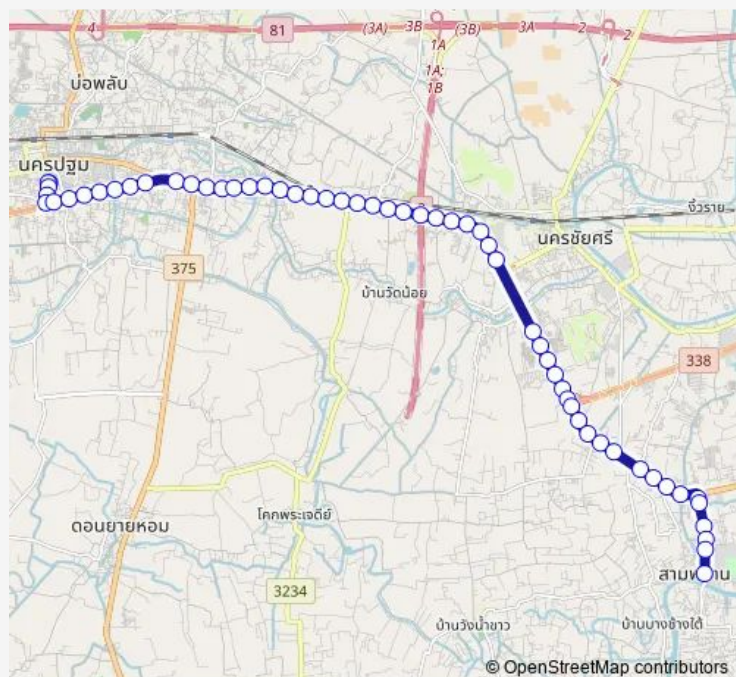 4
81
(3A)
3B
(3B)
3A
2
2
1A
1A;
1B
บ่อพลับ
นครปฐม
งิ้วราย
นครชัยศรี
375
บ้านวัดน้อย
338
ดอนยายหอม
โคกพระเจดีย์
3234
บ้านวังน้ำขาว
บ้านบางช้างใต้
© OpenStreetMap contributors